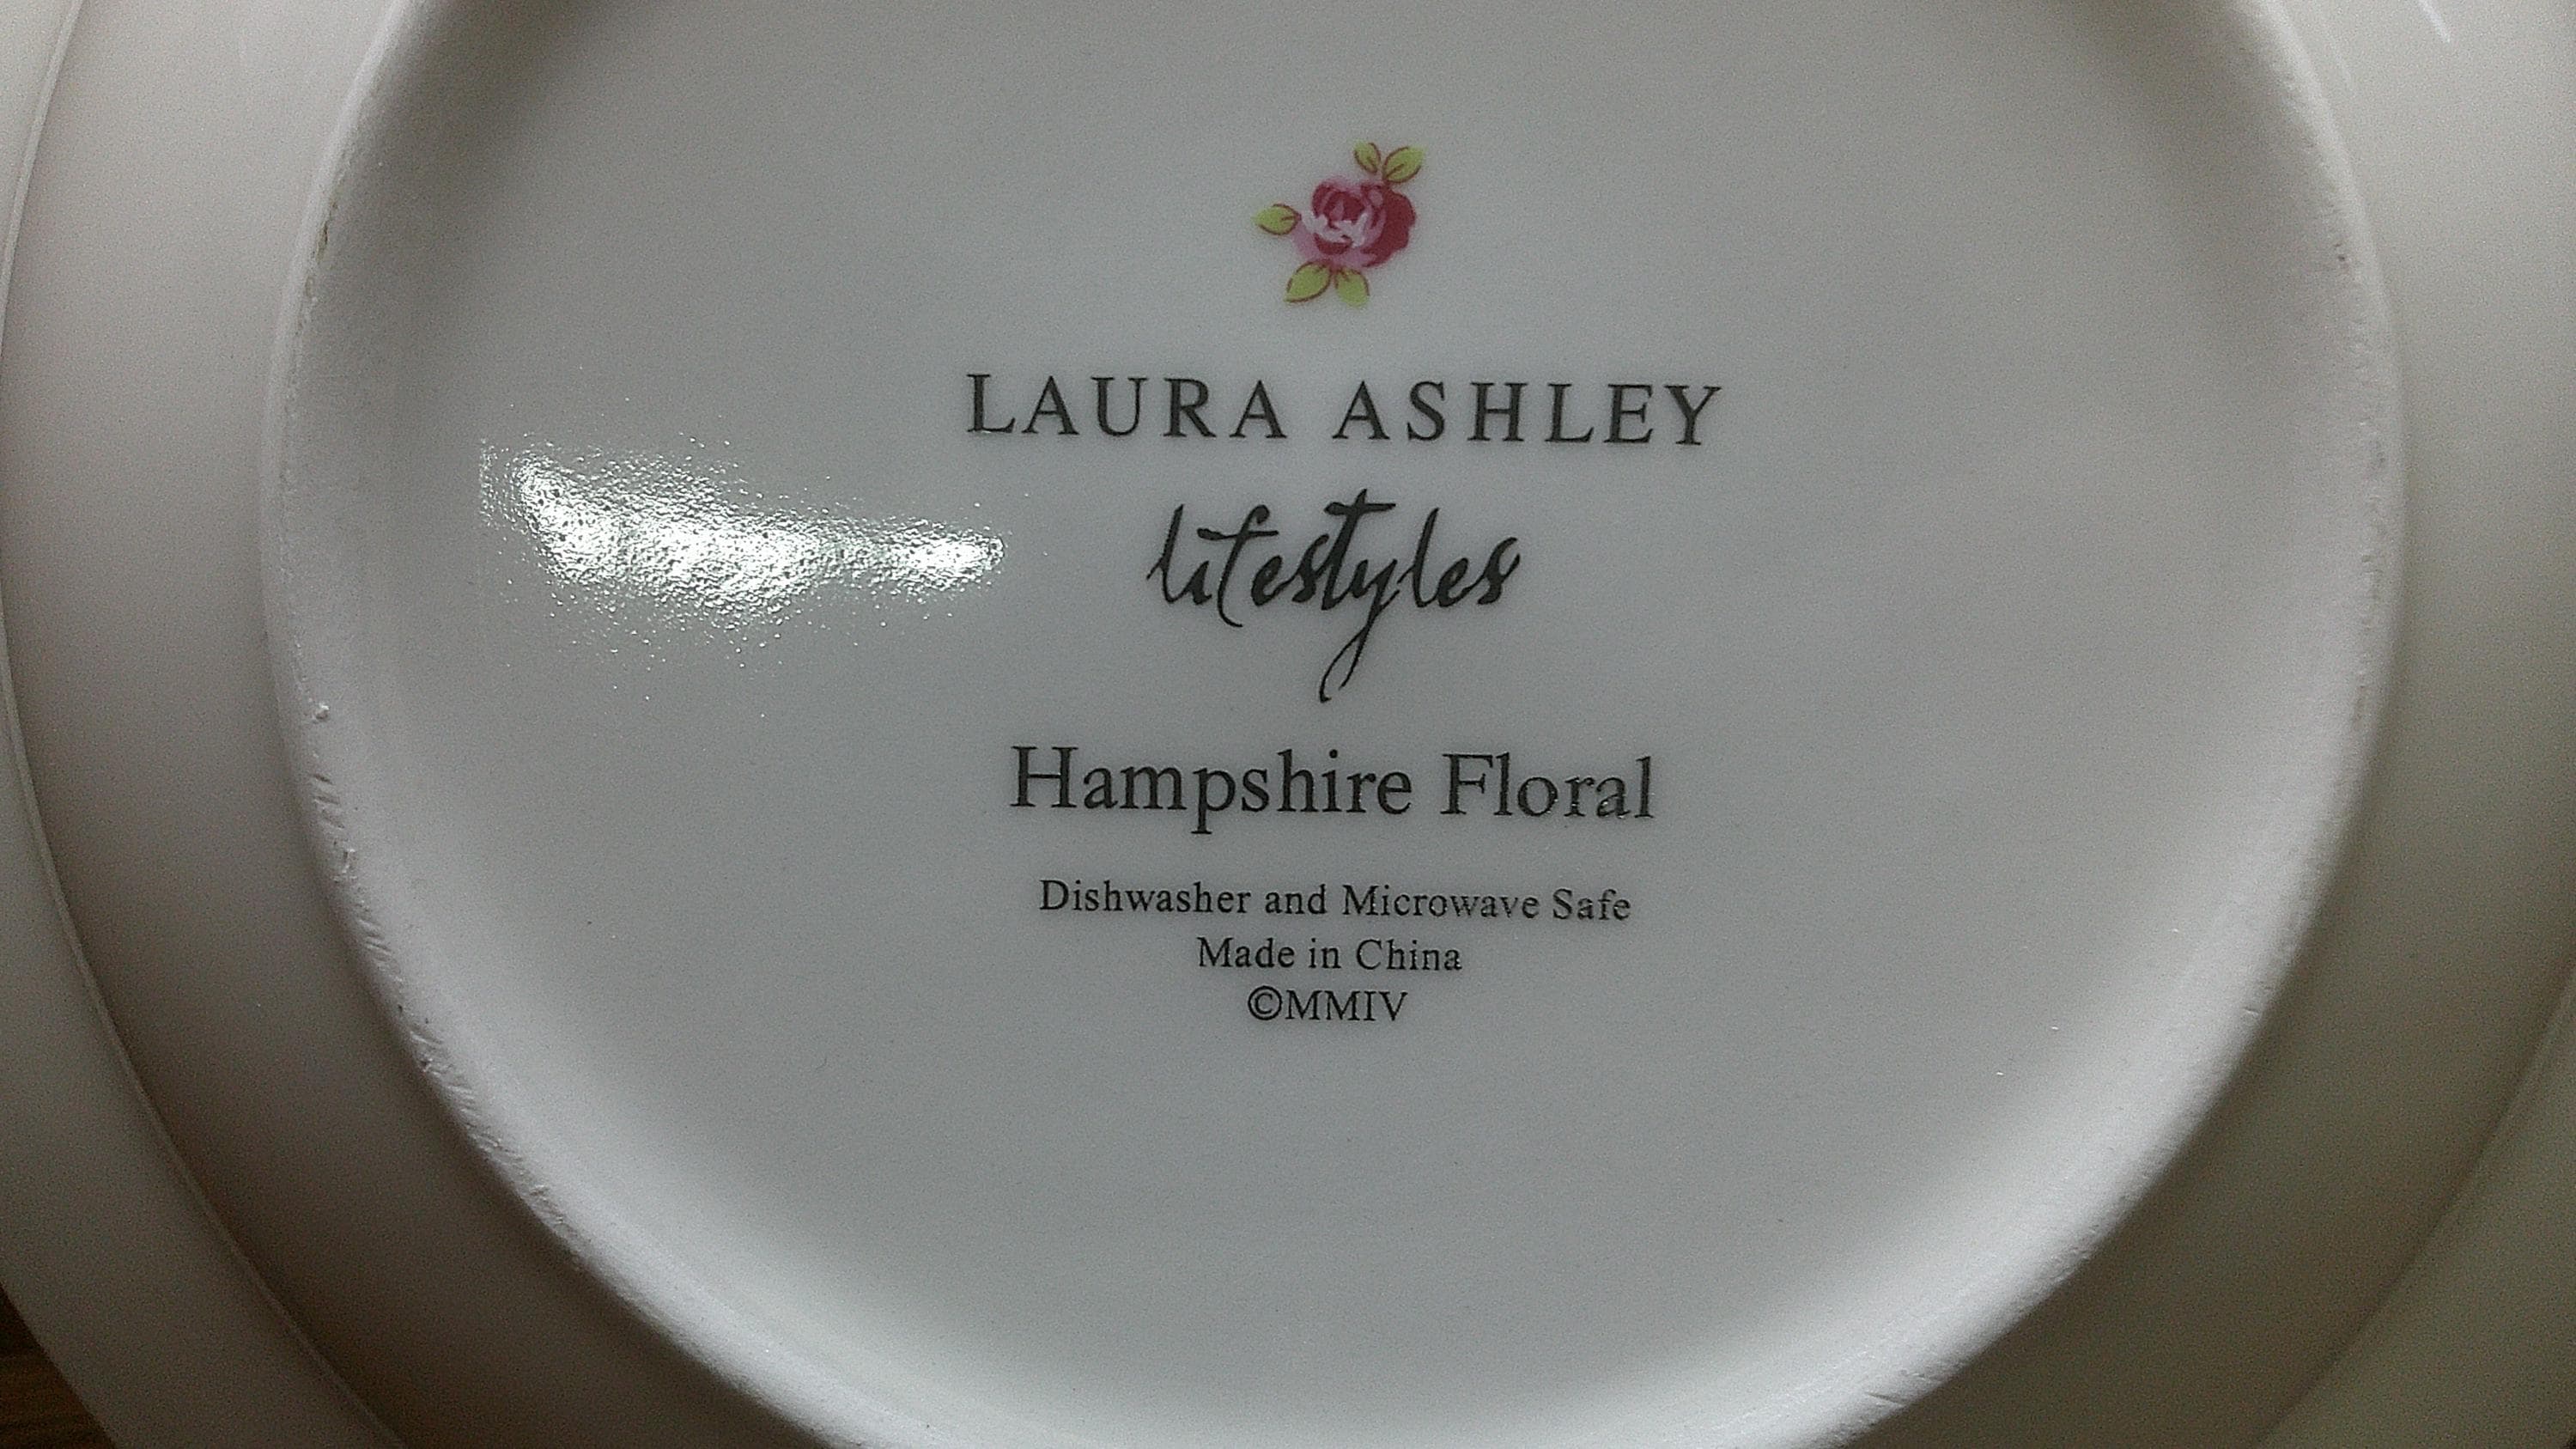 LAURA ASHLEY
lifestyles
Hampshire Floral
Dishwasher and Microwave Safe
Made in China
©MMIV